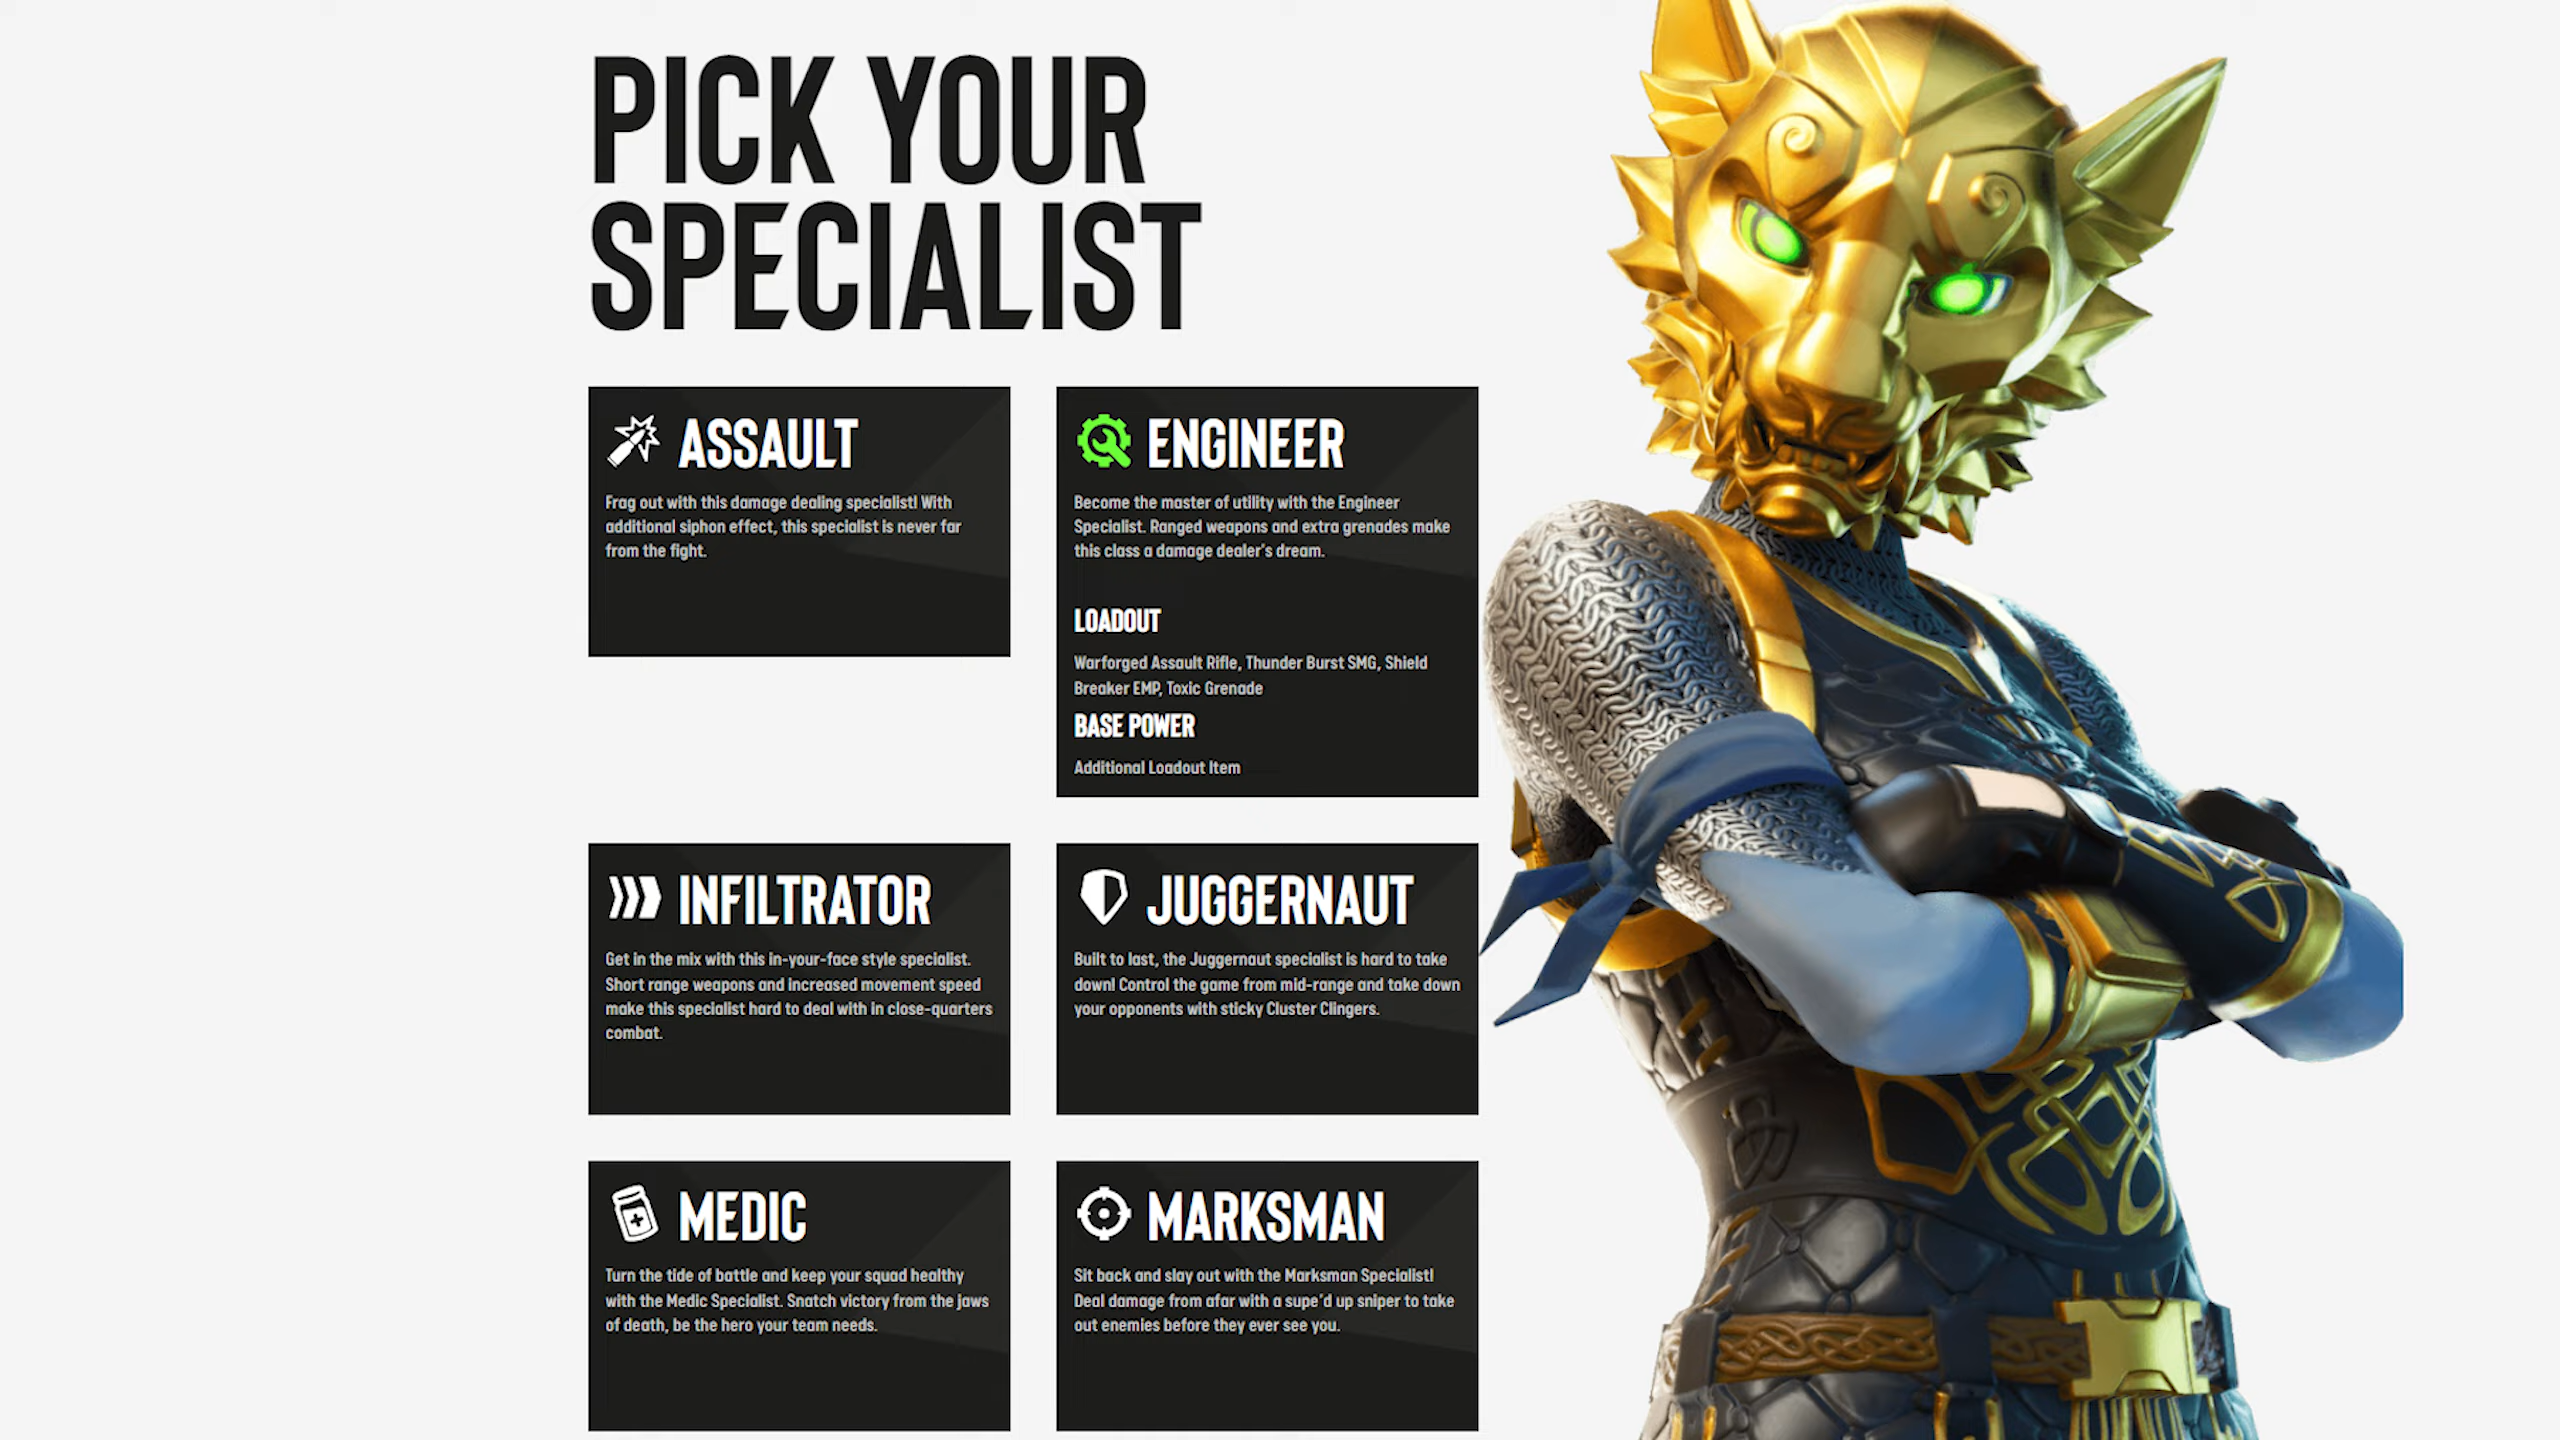 PICK YOUR
SPECIALIST
ASSAULT
Frag out with this damage dealing specialist! With
additional siphon effect, this specialist is never far
from the fight.
ENGINEER
Become the master of utility with the Engineer
Specialist. Ranged weapons and extra grenades make
this class a damage dealer's dream.
LOADOUT
Warforged Assault Rifle, Thunder Burst SMG, Shield
Breaker EMP, Toxic Grenade
BASE POWER
Additional Loadout Item
INFILTRATOR
Get in the mix with this in-your-face style specialist.
Short range weapons and increased movement speed
make this specialist hard to deal with in close-quarters
combat.
JUGGERNAUT
Built to last, the Juggernaut specialist is hard to take
down! Control the game from mid-range and take down
your opponents with sticky Cluster Clingers.
MEDIC
Turn the tide of battle and keep your squad healthy
with the Medic Specialist. Snatch victory from the jaws
of death, be the hero your team needs.
MARKSMAN
Sit back and slay out with the Marksman Specialist!
Deal damage from afar with a supe'd up sniper to take
out enemies before they ever see you.